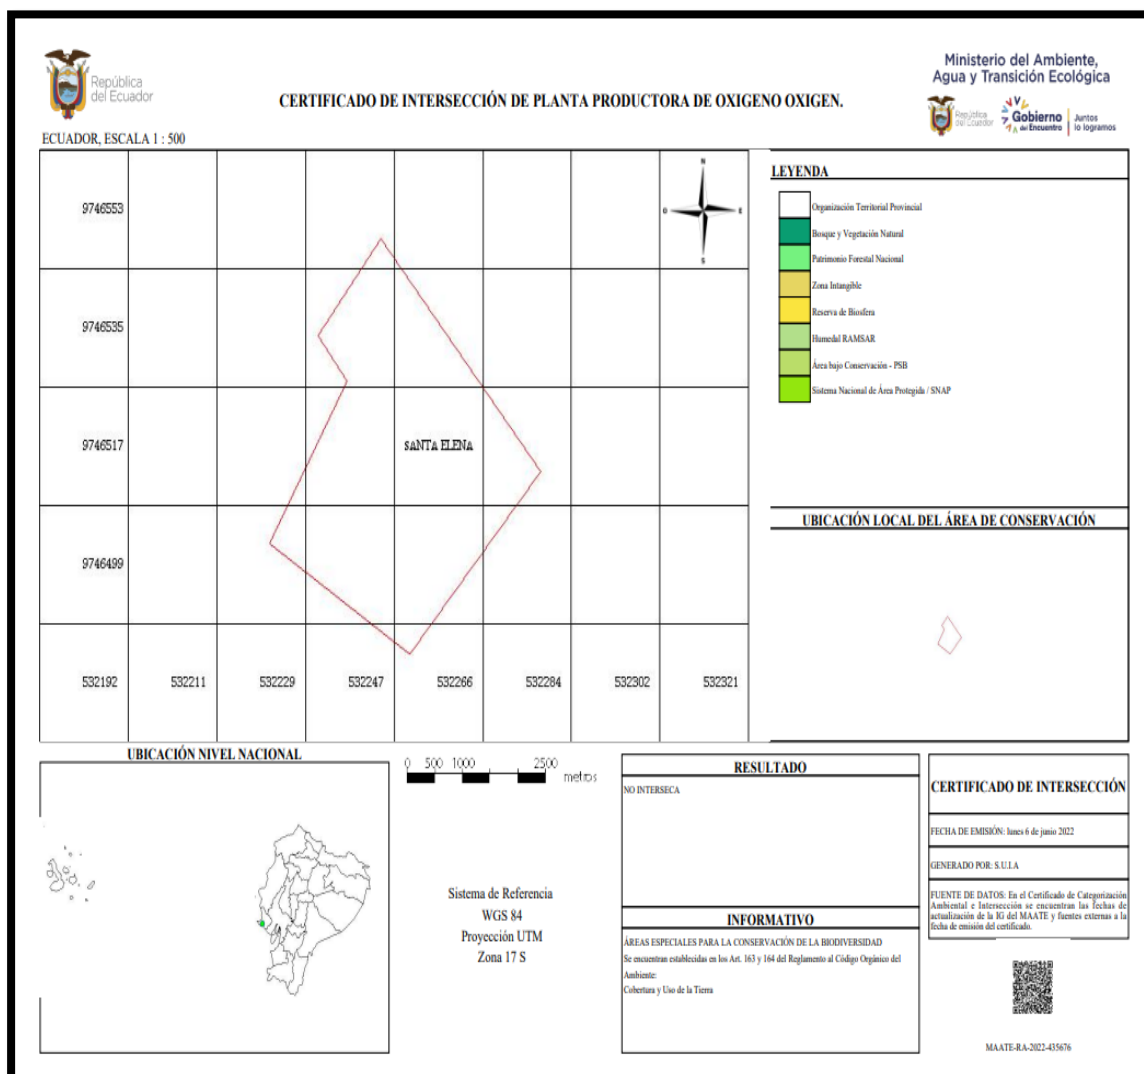 República
del Ecuador
CERTIFICADO DE INTERSECCIÓN DE PLANTA PRODUCTORA DE OXIGENO OXIGEN.
Ministerio del Ambiente,
Agua y Transición Ecológica
República
del Ecuador
Gobierno
del Encuentro
Juntos
lo logramos
ECUADOR, ESCALA 1 : 500
9746553
9746535
9746517
9746499
N
O
E
S
SANTA ELENA
532192 532211 532229 532247 532266 532284 532302 532321
LEYENDA
Organización Territorial Provincial
Bosque y Vegetación Natural
Patrimonio Forestal Nacional
Zona Intangible
Reserva de Biosfera
Humedal RAMSAR
Área bajo Conservación - PSB
Sistema Nacional de Área Protegida / SNAP
UBICACIÓN LOCAL DEL ÁREA DE CONSERVACIÓN
UBICACIÓN NIVEL NACIONAL
0 500 1000 2500
metros
Sistema de Referencia
WGS 84
Proyección UTM
Zona 17 S
RESULTADO
NO INTERSECA
INFORMATIVO
ÁREAS ESPECIALES PARA LA CONSERVACIÓN DE LA BIODIVERSIDAD
Se encuentran establecidas en los Art. 163 y 164 del Reglamento al Código Orgánico del
Ambiente:
Cobertura y Uso de la Tierra
CERTIFICADO DE INTERSECCIÓN
FECHA DE EMISIÓN: lunes 6 de junio 2022
GENERADO POR: S.U.I.A
FUENTE DE DATOS: En el Certificado de Categorización
Ambiental e Intersección se encuentran las fechas de
actualización de la IG del MAATE y fuentes externas a la
fecha de emisión del certificado.
MAATE-RA-2022-435676